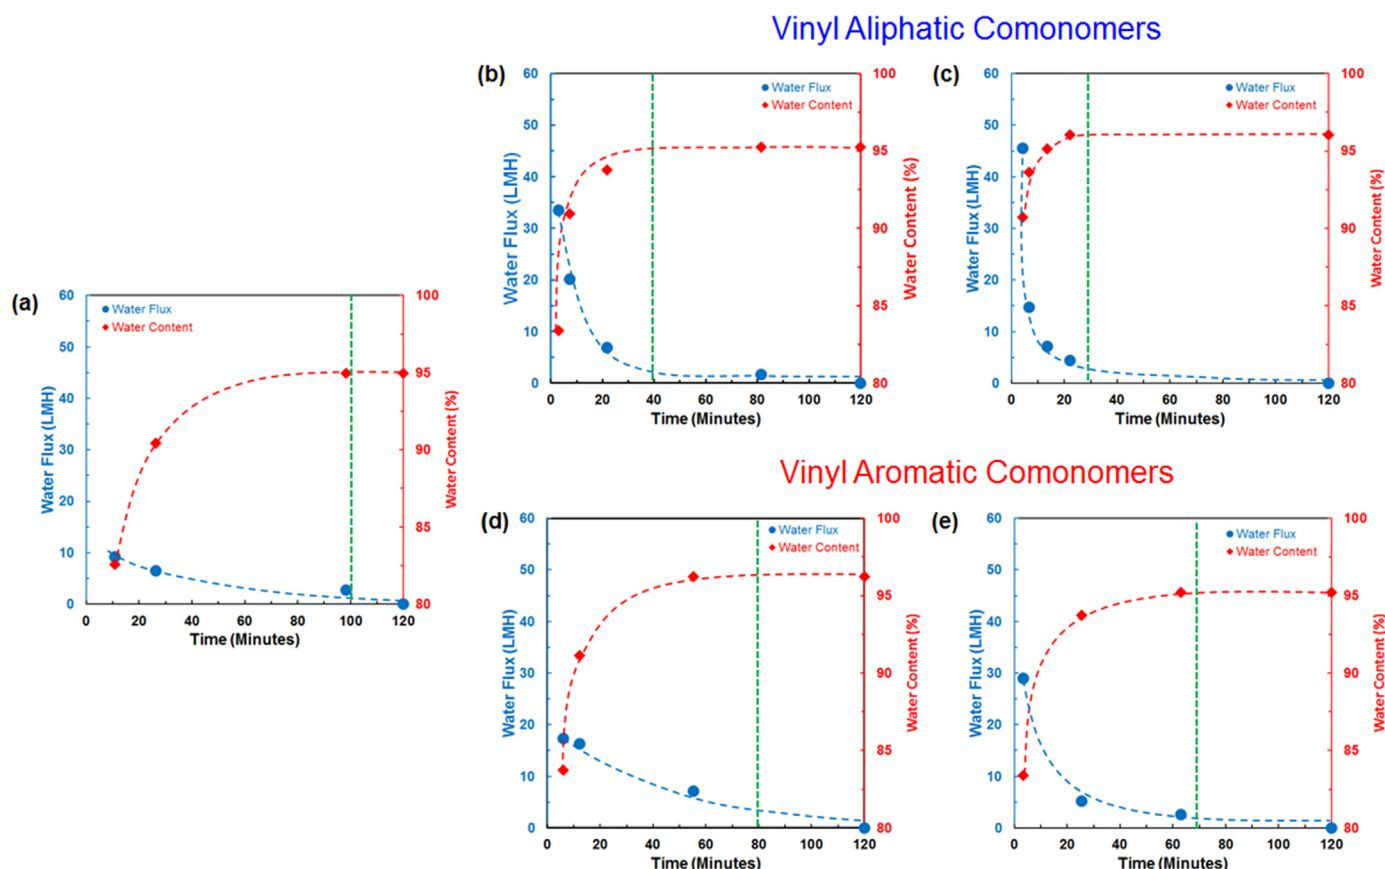 Vinyl Aliphatic Comonomers
(b)
60
50
40
30
20
10
0
Water Flux (LMH)
Water Flux
Water Content
100
95
90
85
80
Water Content (%)
0 20 40 60 80 100 120
Time (Minutes)
(c)
60
50
40
30
20
10
0
Water Flux (LMH)
Water Flux
Water Content
100
95
90
85
80
Water Content (%)
0 20 40 60 80 100 120
Time (Minutes)
(a)
60
50
40
30
20
10
0
Water Flux (LMH)
Water Flux
Water Content
100
95
90
85
80
Water Content (%)
0 20 40 60 80 100 120
Time (Minutes)
Vinyl Aromatic Comonomers
(d)
60
50
40
30
20
10
0
Water Flux (LMH)
Water Flux
Water Content
100
95
90
85
80
Water Content (%)
0 20 40 60 80 100 120
Time (Minutes)
(e)
60
50
40
30
20
10
0
Water Flux (LMH)
Water Flux
Water Content
100
95
90
85
80
Water Content (%)
0 20 40 60 80 100 120
Time (Minutes)